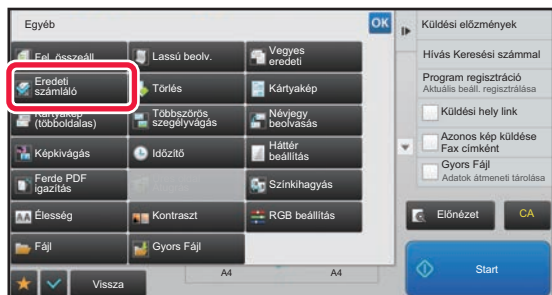 Egyéb
OK
Fel. összeáll.
Lassú beolv.
Vegyes
eredeti
Eredeti
számláló
Törlés
Kártyakép
Kártyakép
(többoldalas)
Többszörös
szegélyvágás
Névjegy
beolvasás
Képkivágás
Időzítő
Háttér
beállítás
Ferde PDF
igazítás
Színkihagyás
AA Élesség
Kontraszt
RGB beállítás
Fájl
Gyors Fájl
Vissza
A4
A4
Küldési előzmények
Hívás Keresési számmal
Program regisztráció
Aktuális beáll. regisztrálása
Küldési hely link
Azonos kép küldése
Fax címként
Gyors Fájl
Adatok átmeneti tárolása
Előnézet
CA
Start